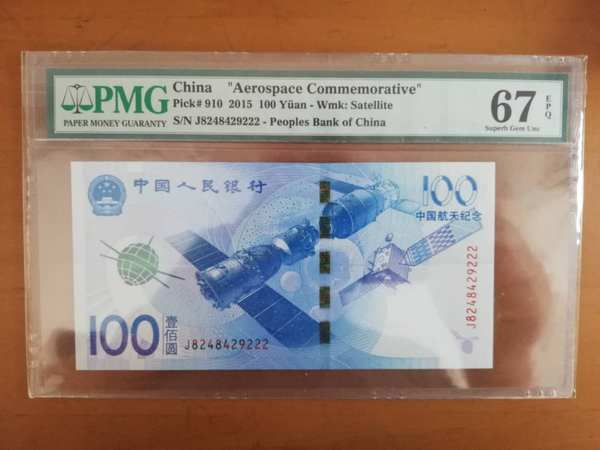 PMG
PAPER MONEY GUARANTY
China "Aerospace Commemorative"
Pick# 910 2015 100 Yüan - Wmk: Satellite
S/N J8248429222 - Peoples Bank of China
67 EPQ
Superb Gem Unc
中国人民银行
100
中国航天纪念
J8248429222
100 壹佰圆
J8248429222